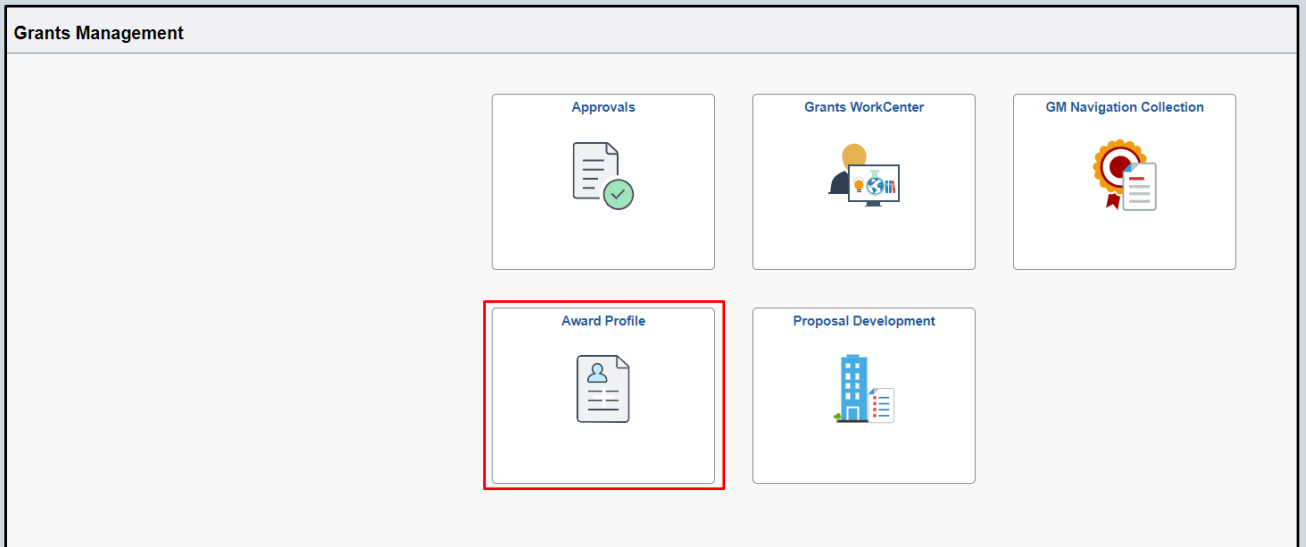 Grants Management
Approvals
Grants WorkCenter
GM Navigation Collection
Award Profile
Proposal Development